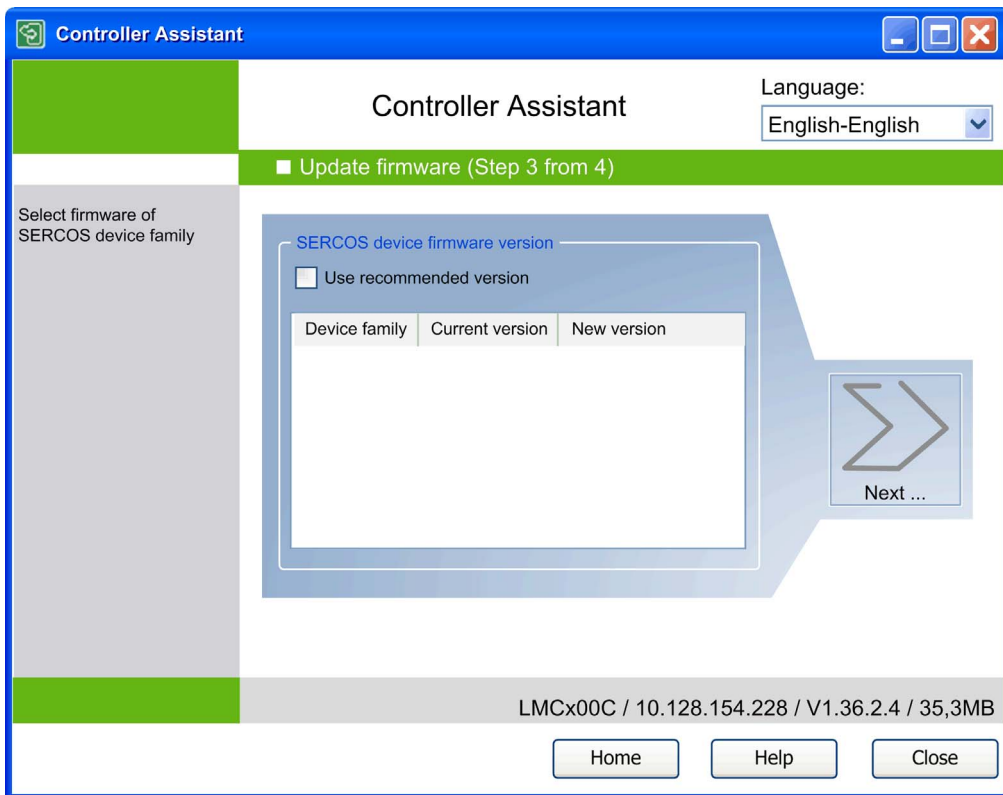 Controller Assistant
Controller Assistant
Language:
English-English
Update firmware (Step 3 from 4)
Select firmware of
SERCOS device family
SERCOS device firmware version
Use recommended version
Device family Current version New version
Next ...
LMCx00C / 10.128.154.228 / V1.36.2.4 / 35,3MB
Home Help Close